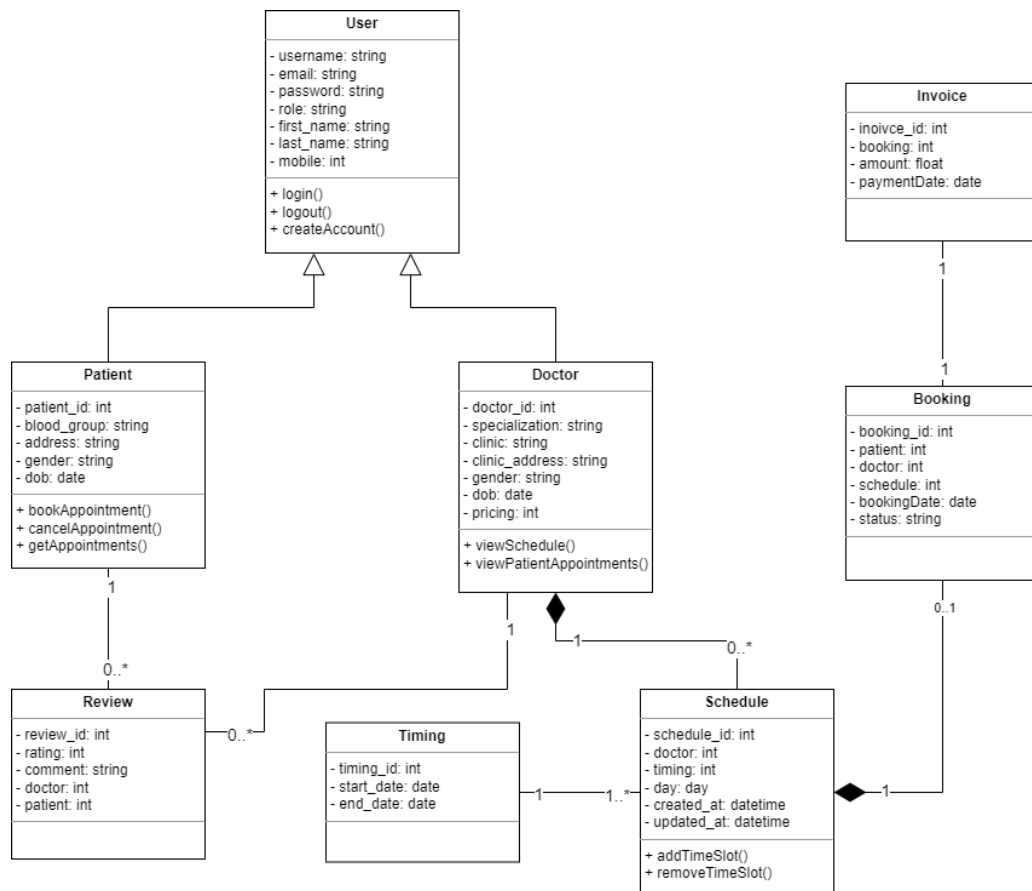 User
- username: string
- email: string
- password: string
- role: string
- first_name: string
- last_name: string
- mobile: int
+ login()
+ logout()
+ createAccount()
Invoice
- inoivce_id: int
- booking: int
- amount: float
- paymentDate: date
1
1
Patient
- patient_id: int
- blood_group: string
- address: string
- gender: string
- dob: date
+ bookAppointment()
+ cancelAppointment()
+ getAppointments()
Doctor
- doctor_id: int
- specialization: string
- clinic: string
- clinic_address: string
- gender: string
- dob: date
- pricing: int
+ viewSchedule()
+ viewPatientAppointments()
Booking
- booking_id: int
- patient: int
- doctor: int
- schedule: int
- bookingDate: date
- status: string
1
0..*
1
0..*
1
0..*
0..1
1
Review
- review_id: int
- rating: int
- comment: string
- doctor: int
- patient: int
Timing
- timing_id: int
- start_date: date
- end_date: date
1
1..*
Schedule
- schedule_id: int
- doctor: int
- timing: int
- day: day
- created_at: datetime
- updated_at: datetime
+ addTimeSlot()
+ removeTimeSlot()